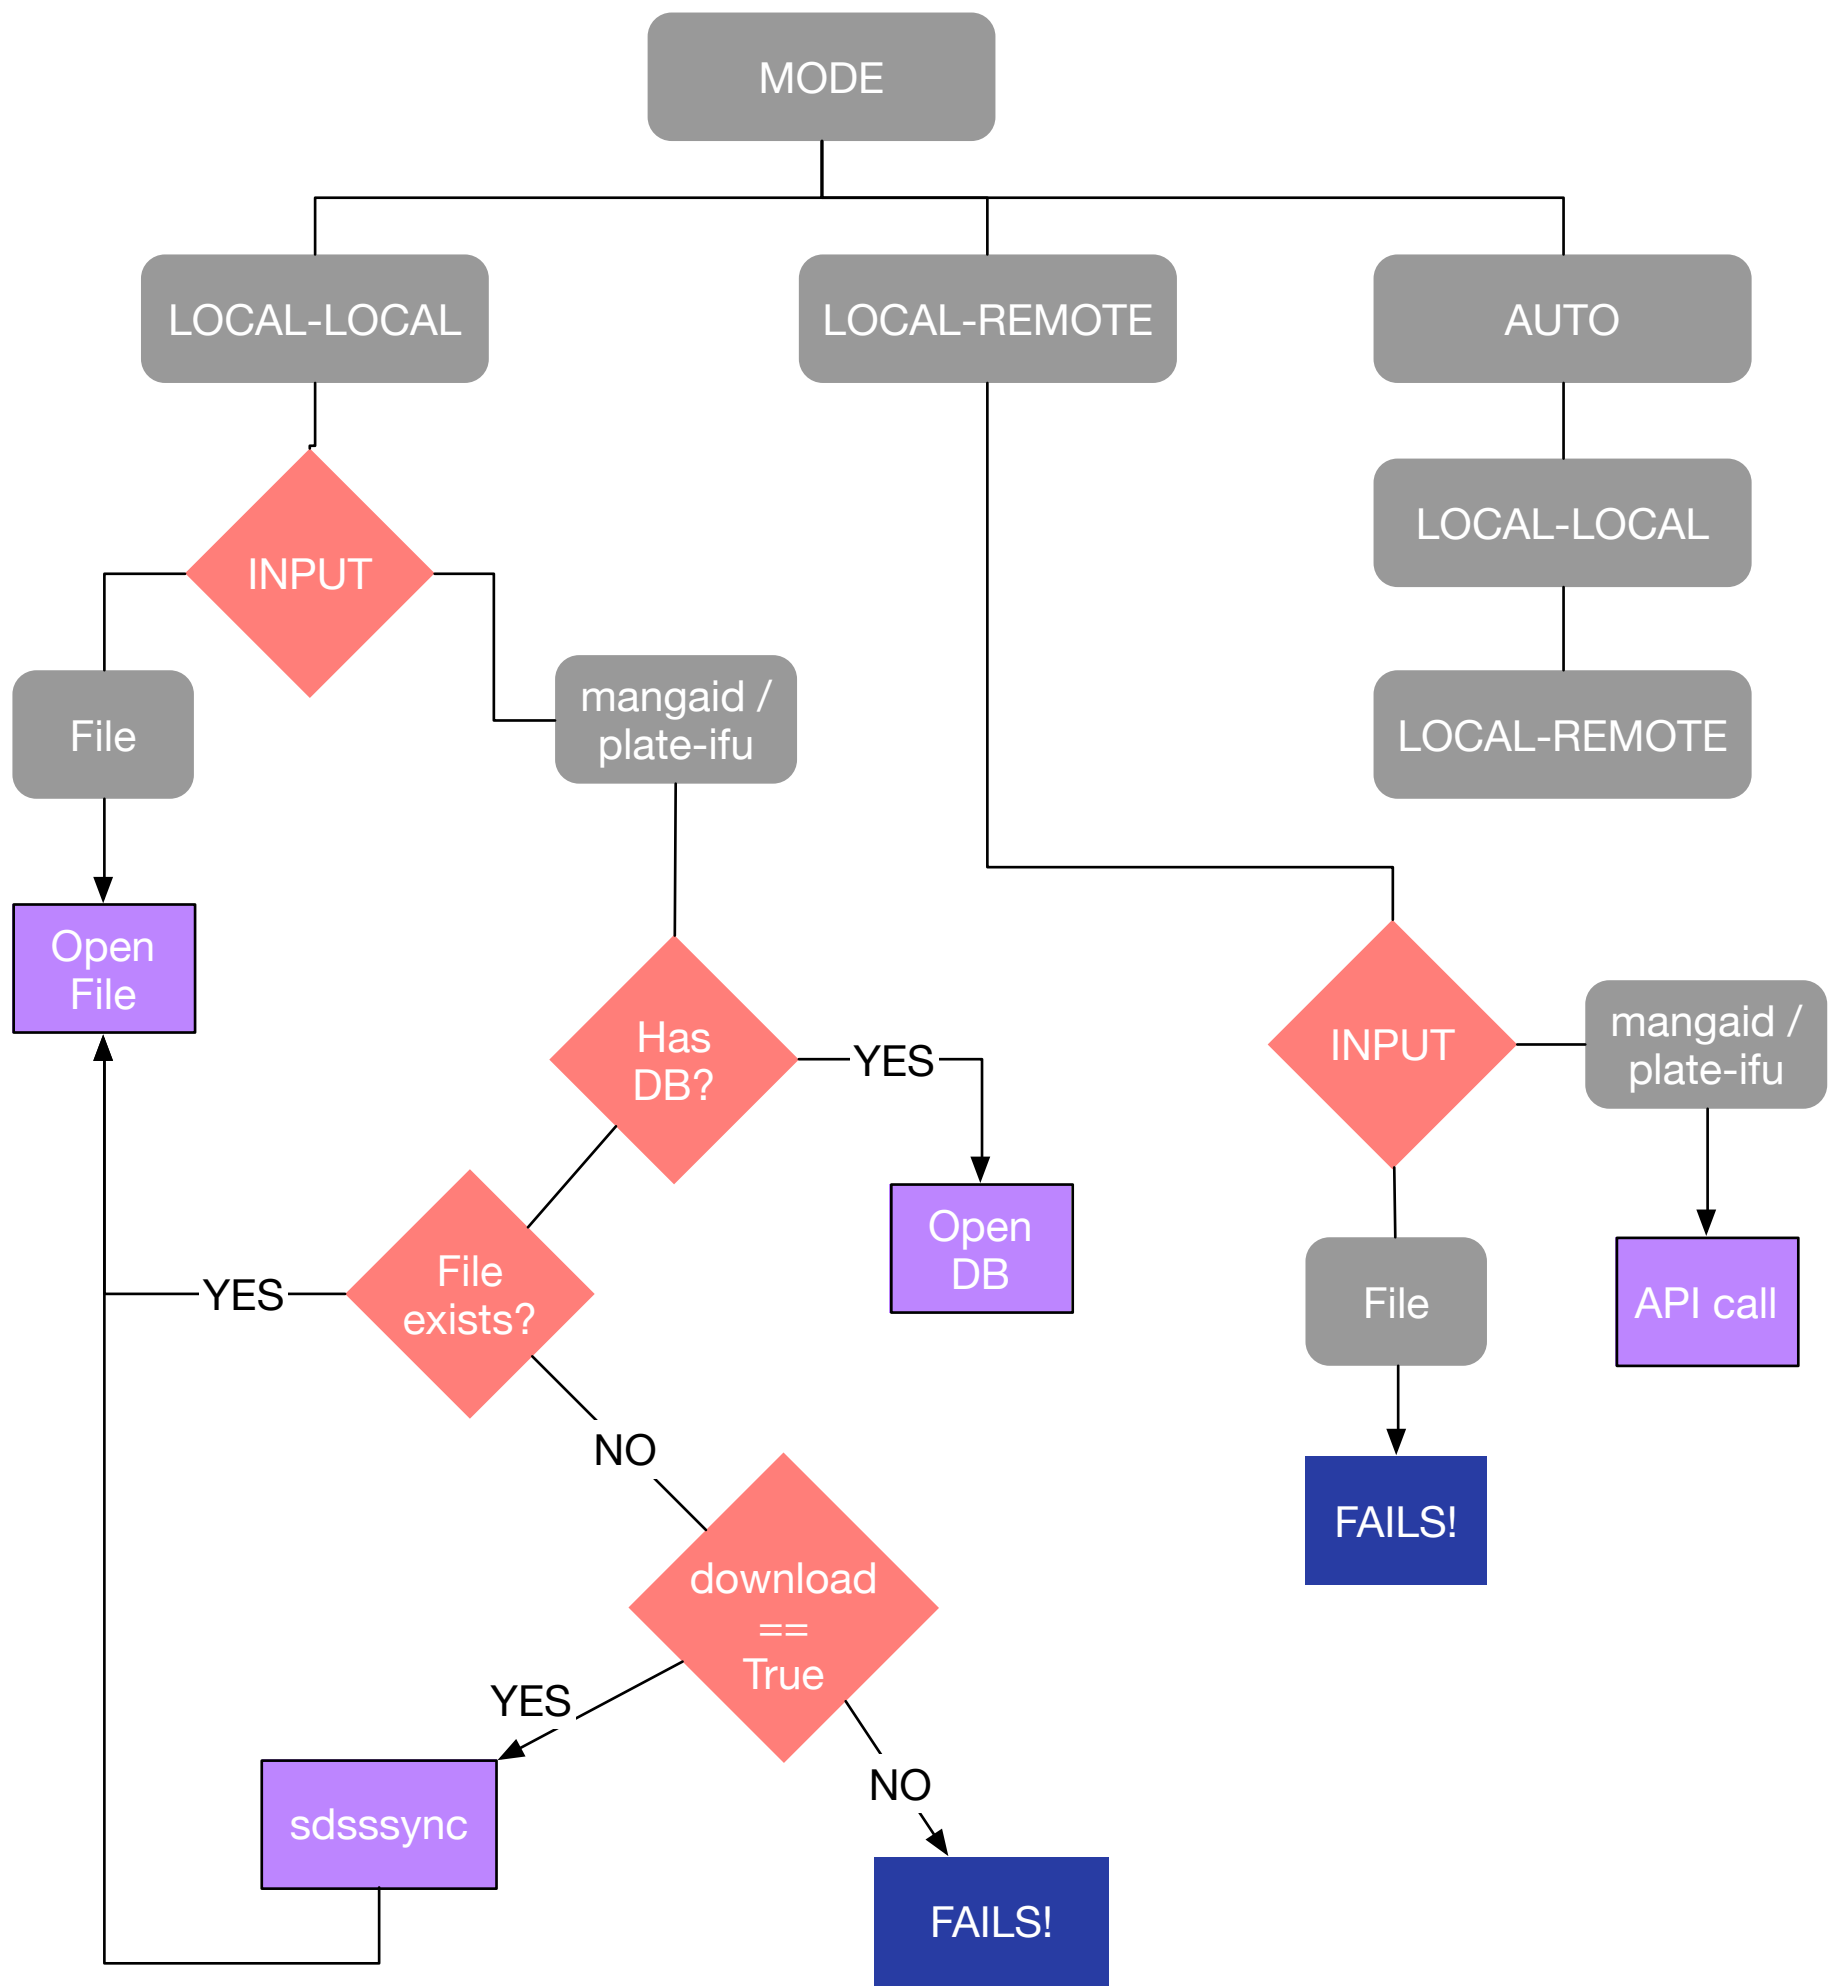 MODE
LOCAL-LOCAL
LOCAL-REMOTE
AUTO
INPUT
LOCAL-LOCAL
File
mangaid /
plate-ifu
LOCAL-REMOTE
Open
File
Has
DB?
YES
INPUT
mangaid /
plate-ifu
Open
DB
File
exists?
YES
File
API call
NO
FAILS!
download
==
True
YES
NO
sdsssync
FAILS!